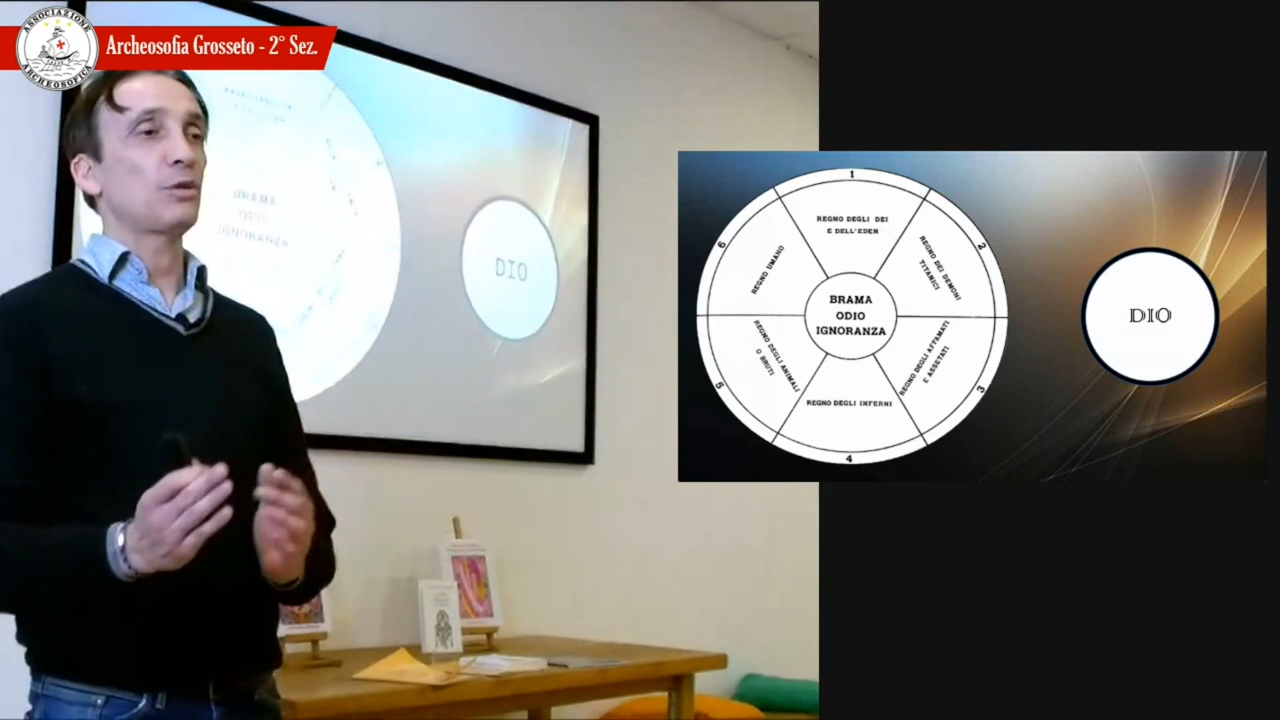 ASSOCIAZIONE
ARCHEOSOFICA
Archeosofia Grosseto - 2° Sez.
BRAMA
ODIO
IGNORANZA
DIO
1
REGNO DEGLI DEI
E DELL'EDEN
2
REGNO DEI DEMONI
TITANICI
3
REGNO DEGLI AFFAMATI
E ASSETATI
4
REGNO DEGLI INFERNI
5
REGNO DEGLI ANIMALI
O BRUTI
6
REGNO UMANO
BRAMA
ODIO
IGNORANZA
DIO